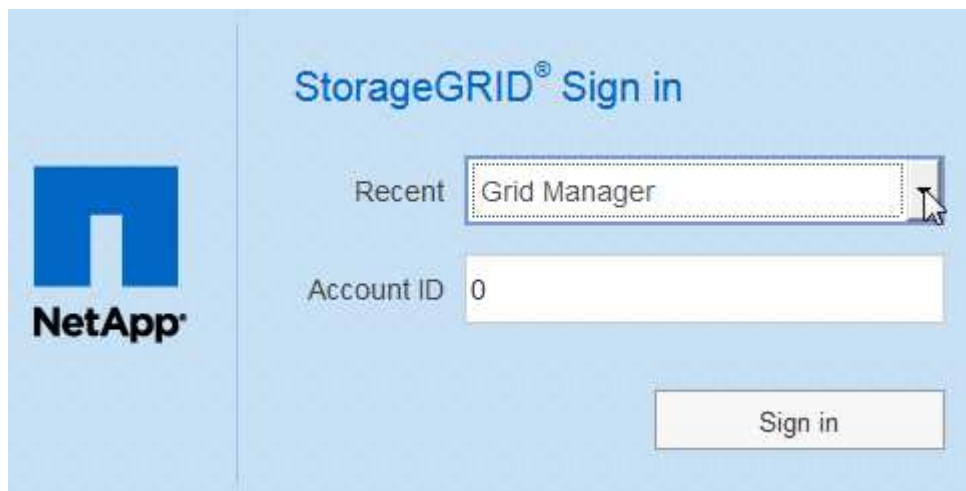 StorageGRID® Sign in
Recent Grid Manager
Account ID 0
NetApp®
Sign in